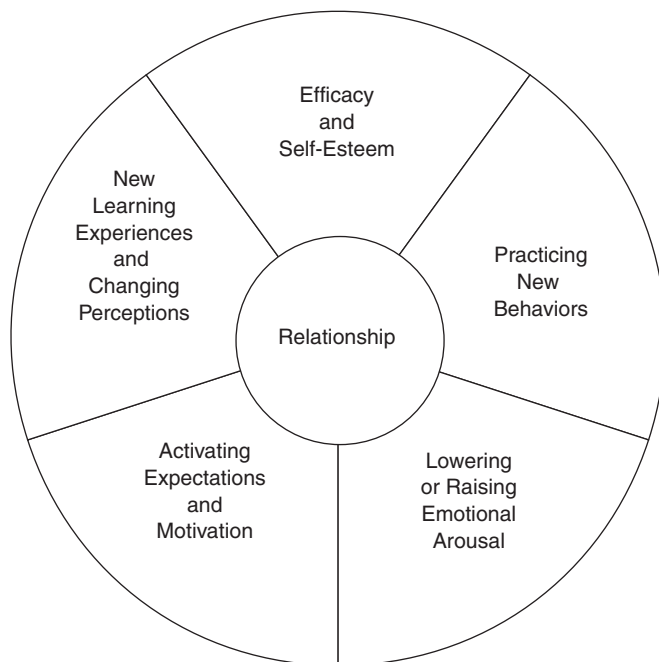 Efficacy
and
Self-Esteem
New
Learning
Experiences
and
Changing
Perceptions
Practicing
New
Behaviors
Relationship
Activating
Expectations
and
Motivation
Lowering
or Raising
Emotional
Arousal